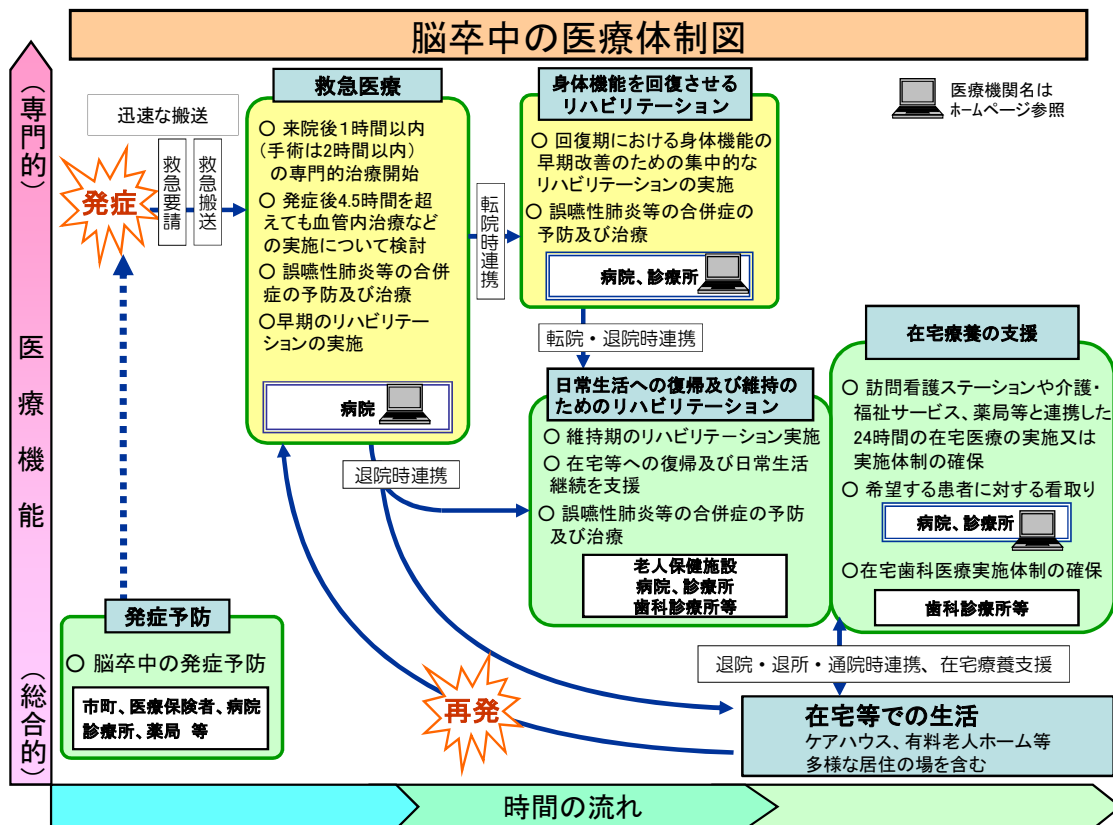 脳卒中の医療体制図
(専門的)
医療機能
(総合的)
迅速な搬送
発症
救急要請
救急搬送
救急医療
○ 来院後1時間以内
(手術は2時間以内)
の専門的治療開始
○ 発症後4.5時間を超
えても血管内治療など
の実施について検討
○ 誤嚥性肺炎等の合併
症の予防及び治療
○早期のリハビリテー
ションの実施
病院
転院時連携
身体機能を回復させる
リハビリテーション
○ 回復期における身体機能の
早期改善のための集中的な
リハビリテーションの実施
○ 誤嚥性肺炎等の合併症の
予防及び治療
病院、診療所
医療機関名は
ホームページ参照
転院・退院時連携
退院時連携
日常生活への復帰及び維持の
ためのリハビリテーション
○ 維持期のリハビリテーション実施
○ 在宅等への復帰及び日常生活
継続を支援
○ 誤嚥性肺炎等の合併症の予防
及び治療
老人保健施設
病院、診療所
歯科診療所等
在宅療養の支援
○ 訪問看護ステーションや介護・
福祉サービス、薬局等と連携した
24時間の在宅医療の実施又は
実施体制の確保
○ 希望する患者に対する看取り
病院、診療所
○在宅歯科医療実施体制の確保
歯科診療所等
発症予防
○ 脳卒中の発症予防
市町、医療保険者、病院
診療所、薬局 等
再発
退院・退所・通院時連携、在宅療養支援
在宅等での生活
ケアハウス、有料老人ホーム等
多様な居住の場を含む
時間の流れ